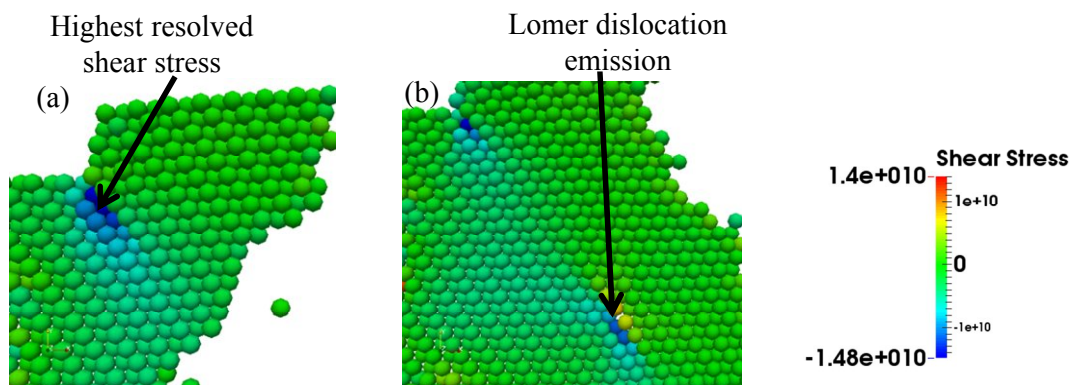 Highest resolved
shear stress
Lomer dislocation
emission
(a)
(b)
Shear Stress
1.4e+010
1e+10
0
-1e+10
-1.48e+010